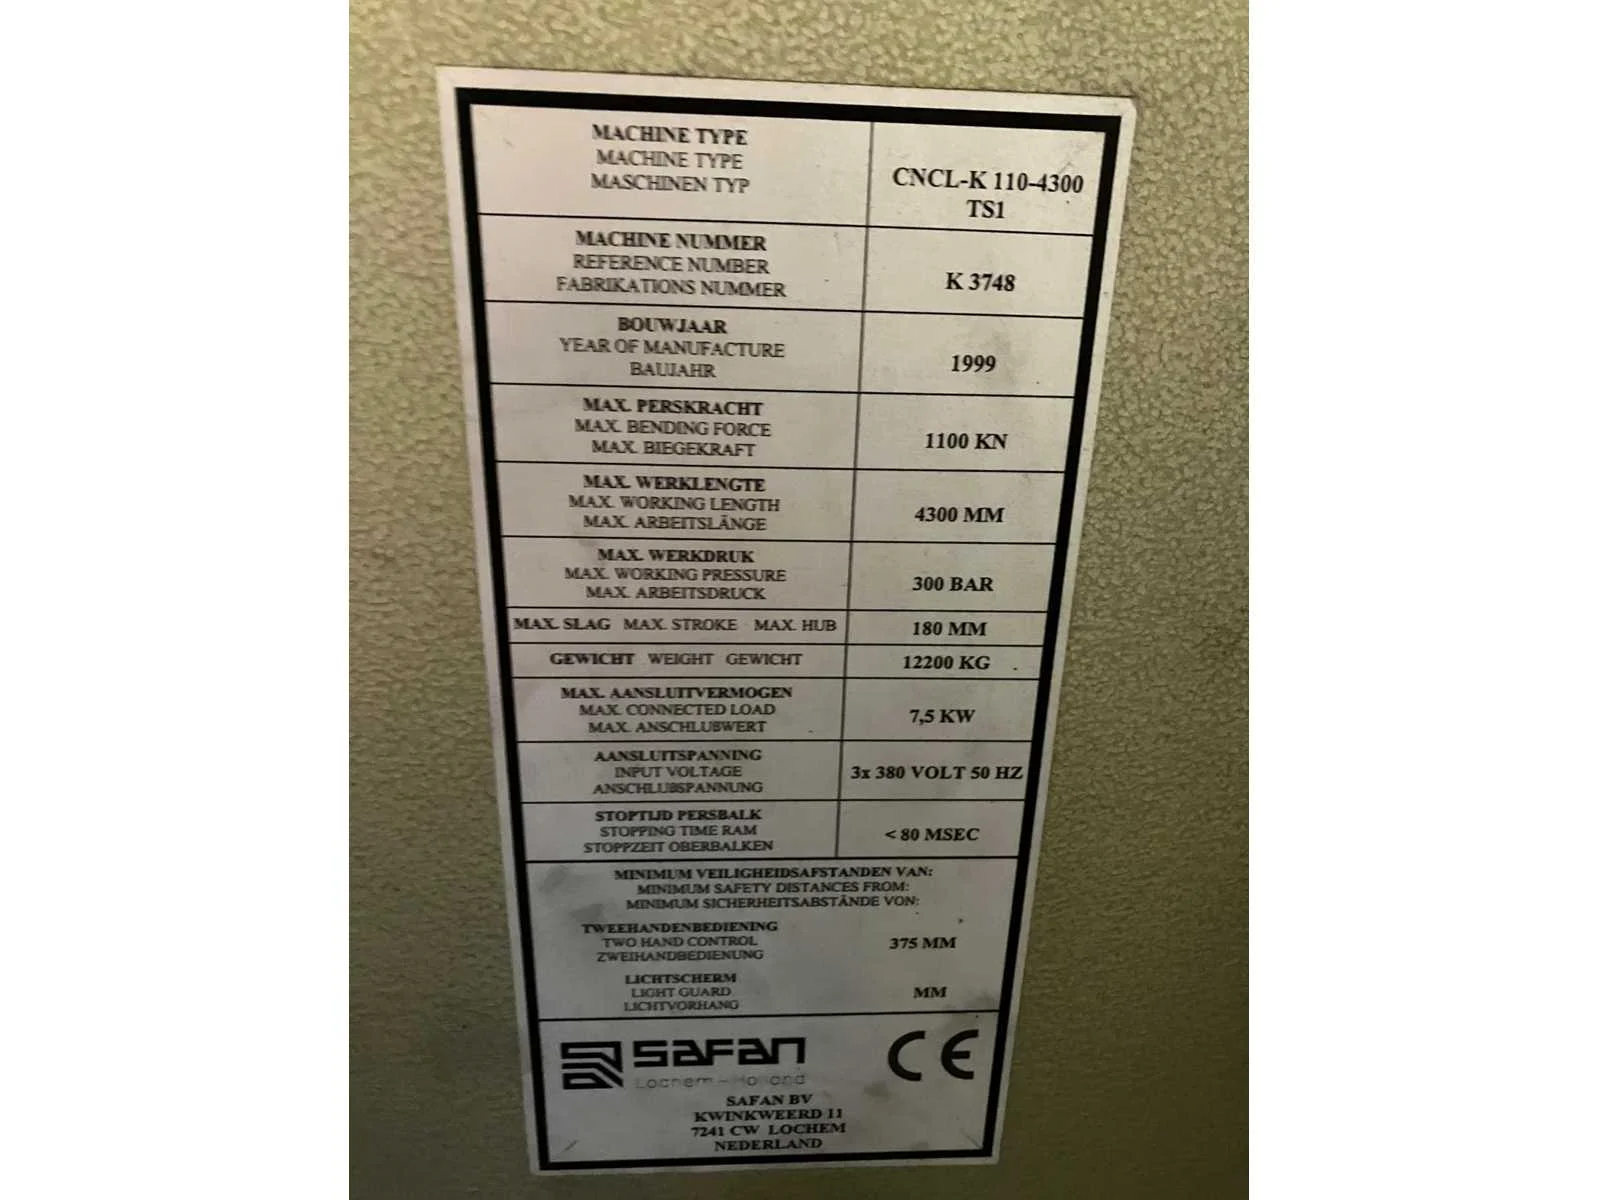 MACHINE TYPE
MACHINE TYPE
MASCHINEN TYP
CNCL-K 110-4300
TS1
MACHINE NUMMER
REFERENCE NUMBER
FABRIKATIONS NUMMER
K 3748
BOUWJAAR
YEAR OF MANUFACTURE
BAUJAHR
1999
MAX. PERSKRACHT
MAX. BENDING FORCE
MAX. BIEGEKRAFT
1100 KN
MAX. WERKLENGTE
MAX. WORKING LENGTH
MAX. ARBEITSLÄNGE
4300 MM
MAX. WERKDRUK
MAX. WORKING PRESSURE
MAX. ARBEITSDRUCK
300 BAR
MAX. SLAG MAX. STROKE MAX. HUB 180 MM
GEWICHT WEIGHT GEWICHT 12200 KG
MAX. AANSLUITVERMOGEN
MAX. CONNECTED LOAD
MAX. ANSCHLUßWERT
7,5 KW
AANSLUITSPANNING
INPUT VOLTAGE
ANSCHLUßSPANNUNG
3x 380 VOLT 50 HZ
STOPTIJD PERSBALK
STOPPING TIME RAM
STOPPZEIT OBERBALKEN
< 80 MSEC
MINIMUM VEILIGHEIDSAFSTANDEN VAN:
MINIMUM SAFETY DISTANCES FROM:
MINIMUM SICHERHEITSABSTÄNDE VON:
TWEEHANDENBEDIENING
TWO HAND CONTROL
ZWEIHANDBEDIENUNG
375 MM
LICHTSCHERM
LIGHT GUARD
LICHTVORHANG
MM
SAFAN
Lochem - Holland
CE
SAFAN BV
KWINKWEERD 11
7241 CW LOCHEM
NEDERLAND